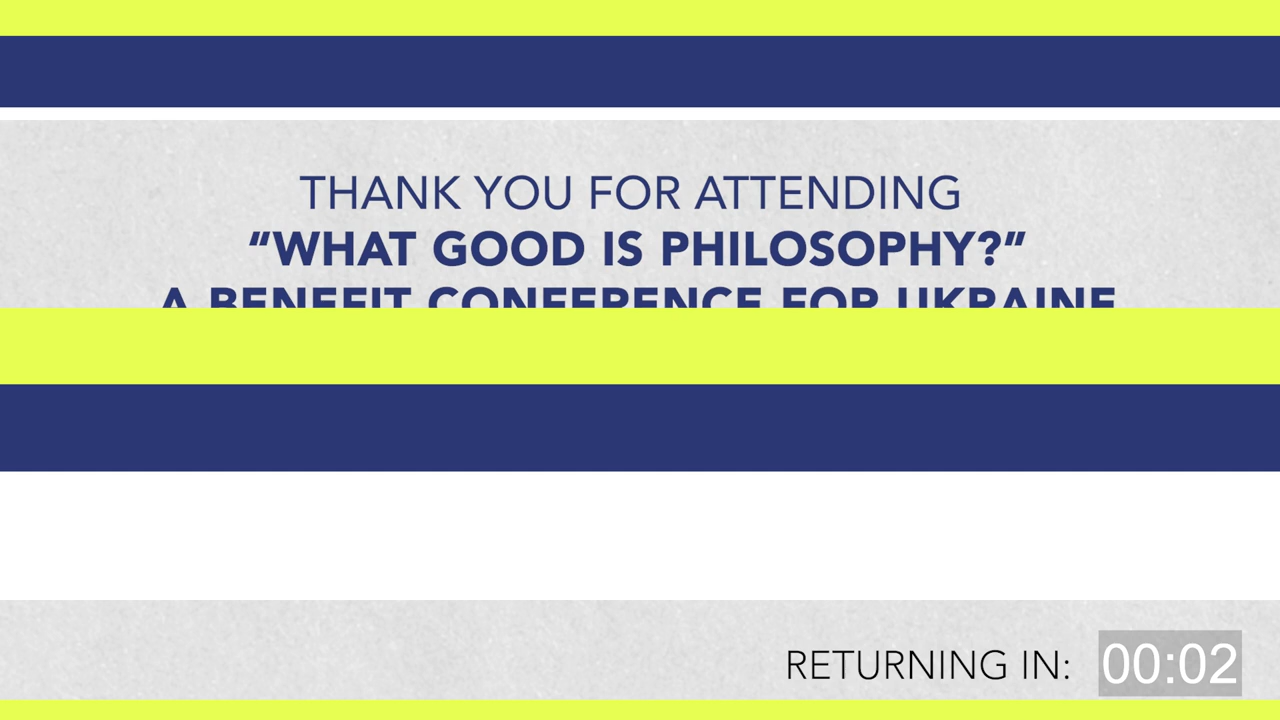 THANK YOU FOR ATTENDING
“WHAT GOOD IS PHILOSOPHY?”
A BENEFIT CONFERENCE FOR UKRAINE
RETURNING IN: 00:02